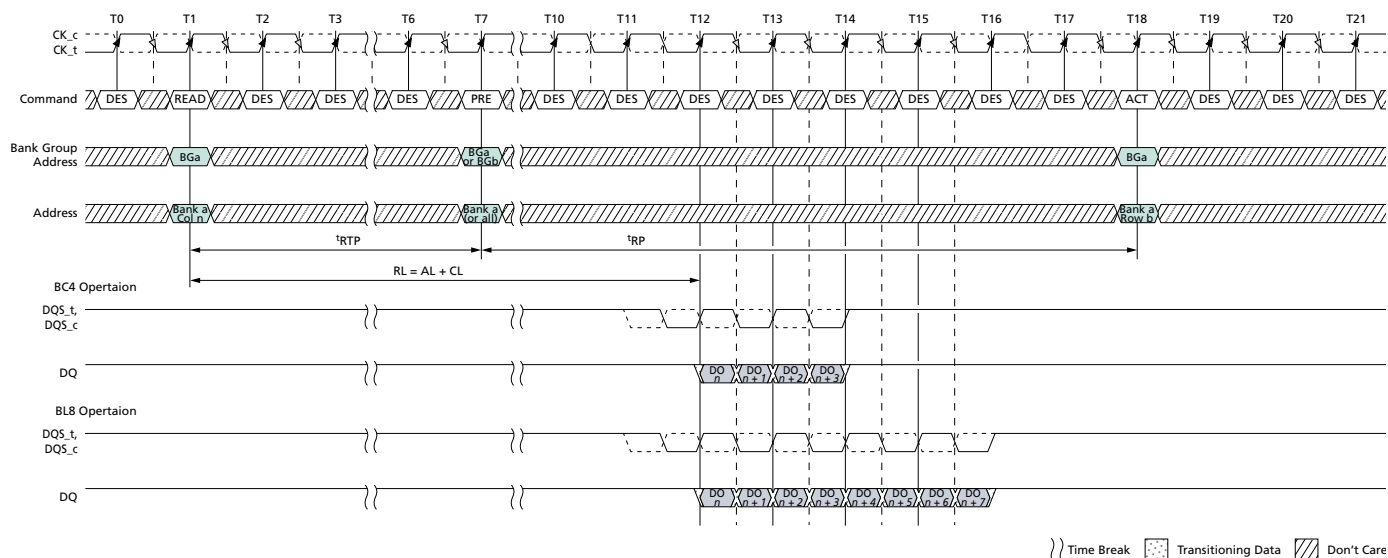 T0 T1 T2 T3 T6 T7 T10 T11 T12 T13 T14 T15 T16 T17 T18 T19 T20 T21
CK_c
CK_t
Command DES READ DES DES DES PRE DES DES DES DES DES DES DES DES ACT DES DES DES
Bank Group
Address
BGa
BGa
or BGb
BGa
Address
Bank a
Col n
Bank a
(or all)
Bank a
Row b
tRTP tRP
RL = AL + CL
BC4 Opertaion
DQS_t,
DQS_c
DQ
DO
n
DO
n + 1
DO
n + 2
DO
n + 3
BL8 Opertaion
DQS_t,
DQS_c
DQ
DO
n
DO
n + 1
DO
n + 2
DO
n + 3
DO
n + 4
DO
n + 5
DO
n + 6
DO
n + 7
Time Break Transitioning Data Don't Care